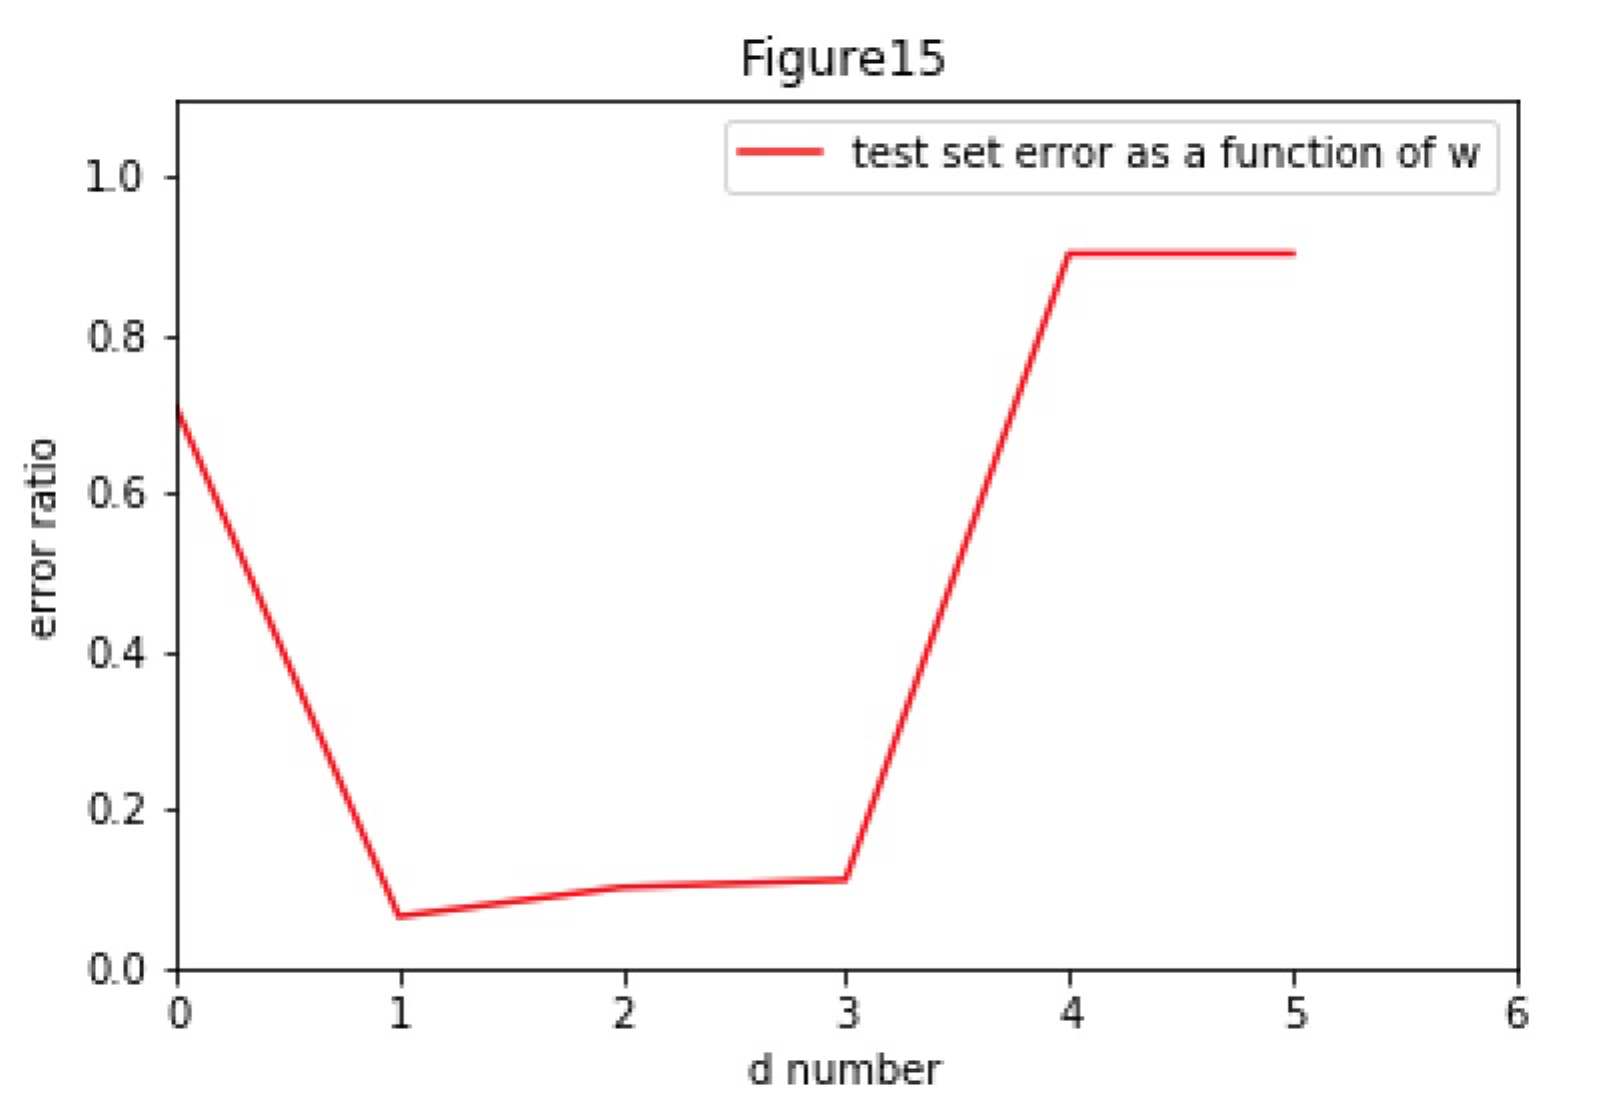 Figure15
test set error as a function of w
1.0
0.8
0.6
0.4
0.2
0.0
error ratio
0 1 2 3 4 5 6
d number